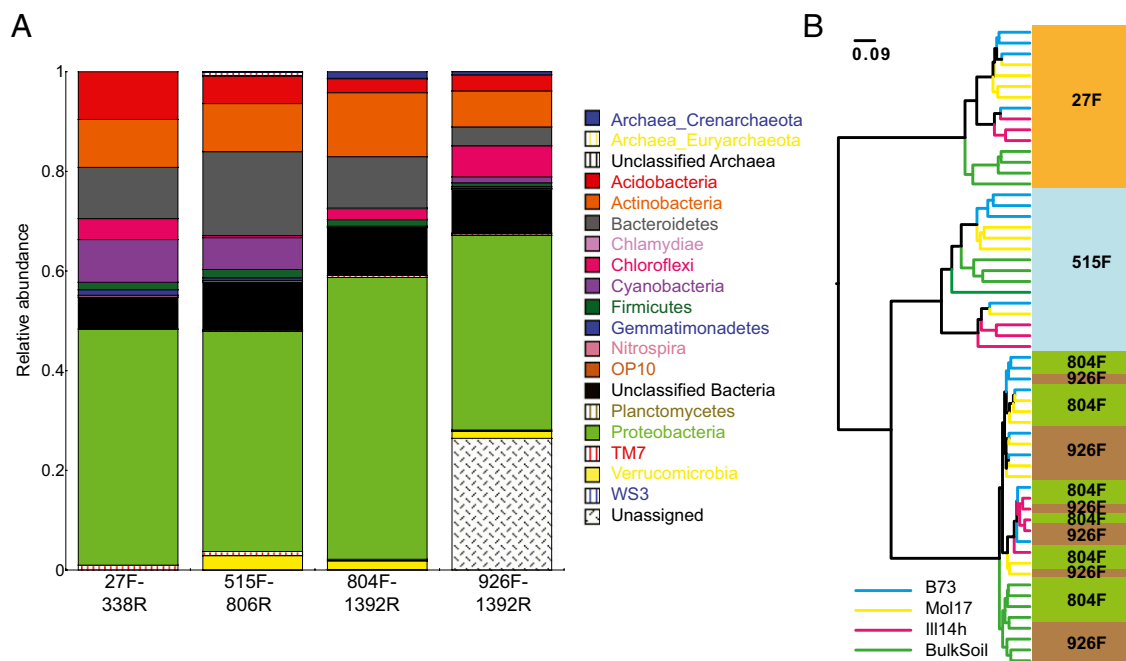 A
Relative abundance
1
0.8
0.6
0.4
0.2
0
27F-
338R
515F-
806R
804F-
1392R
926F-
1392R
Archaea_Crenarchaeota
Archaea_Euryarchaeota
Unclassified Archaea
Acidobacteria
Actinobacteria
Bacteroidetes
Chlamydiae
Chloroflexi
Cyanobacteria
Firmicutes
Gemmatimonadetes
Nitrospira
OP10
Unclassified Bacteria
Planctomycetes
Proteobacteria
TM7
Verrucomicrobia
WS3
Unassigned
B
0.09
27F
515F
804F
926F
804F
926F
804F
926F
804F
926F
804F
926F
804F
926F
B73
Mol17
Ill14h
BulkSoil